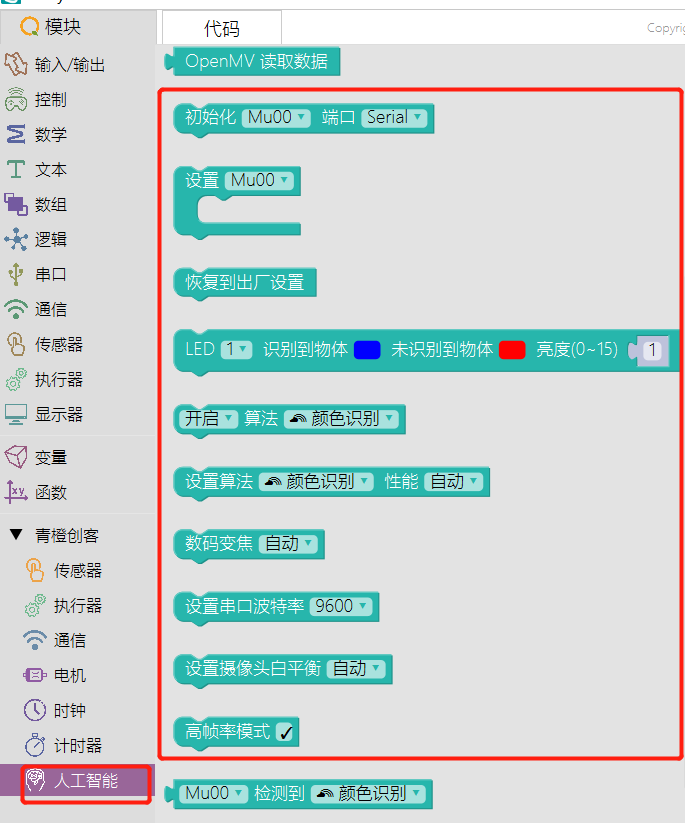 模块
代码
Copyrig
输入/输出
控制
数学
文本
数组
逻辑
串口
通信
传感器
执行器
显示器
变量
函数
青橙创客
传感器
执行器
通信
电机
时钟
计时器
人工智能
OpenMV 读取数据
初始化 Mu00 端口 Serial
设置 Mu00
恢复到出厂设置
LED 1 识别到物体 未识别到物体 亮度(0~15) 1
开启 算法 颜色识别
设置算法 颜色识别 性能 自动
数码变焦 自动
设置串口波特率 9600
设置摄像头白平衡 自动
高帧率模式 ✓
Mu00 检测到 颜色识别